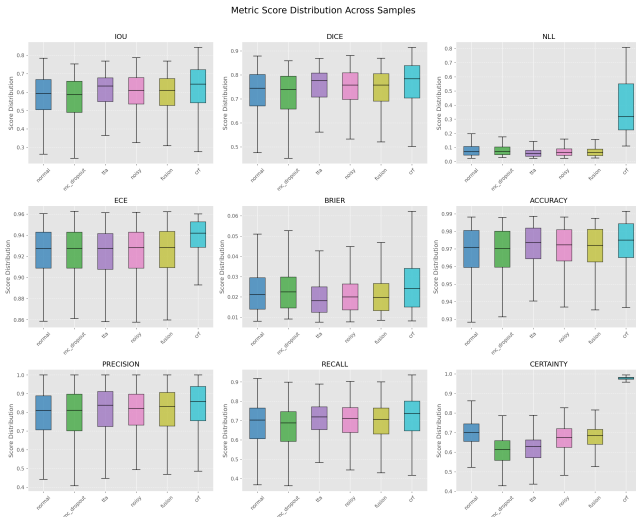 Metric Score Distribution Across Samples
IOU
DICE
NLL
Score Distribution
0.8
0.7
0.6
0.5
0.4
0.3
normal
mc_dropout
tta
noisy
fusion
crf
Score Distribution
0.9
0.8
0.7
0.6
0.5
normal
mc_dropout
tta
noisy
fusion
crf
Score Distribution
0.8
0.7
0.6
0.5
0.4
0.3
0.2
0.1
0.0
normal
mc_dropout
tta
noisy
fusion
crf
ECE
BRIER
ACCURACY
Score Distribution
0.96
0.94
0.92
0.90
0.88
0.86
normal
mc_dropout
tta
noisy
fusion
crf
Score Distribution
0.06
0.05
0.04
0.03
0.02
0.01
normal
mc_dropout
tta
noisy
fusion
crf
Score Distribution
0.99
0.98
0.97
0.96
0.95
0.94
0.93
normal
mc_dropout
tta
noisy
fusion
crf
PRECISION
RECALL
CERTAINTY
Score Distribution
1.0
0.9
0.8
0.7
0.6
0.5
0.4
normal
mc_dropout
tta
noisy
fusion
crf
Score Distribution
0.9
0.8
0.7
0.6
0.5
0.4
normal
mc_dropout
tta
noisy
fusion
crf
Score Distribution
1.0
0.9
0.8
0.7
0.6
0.5
0.4
normal
mc_dropout
tta
noisy
fusion
crf